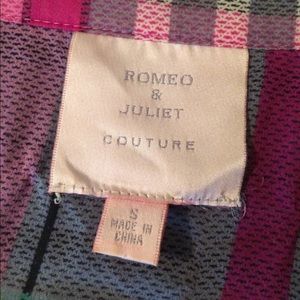 ROMEO
&
JULIET
COUTURE
S
MADE IN
CHINA